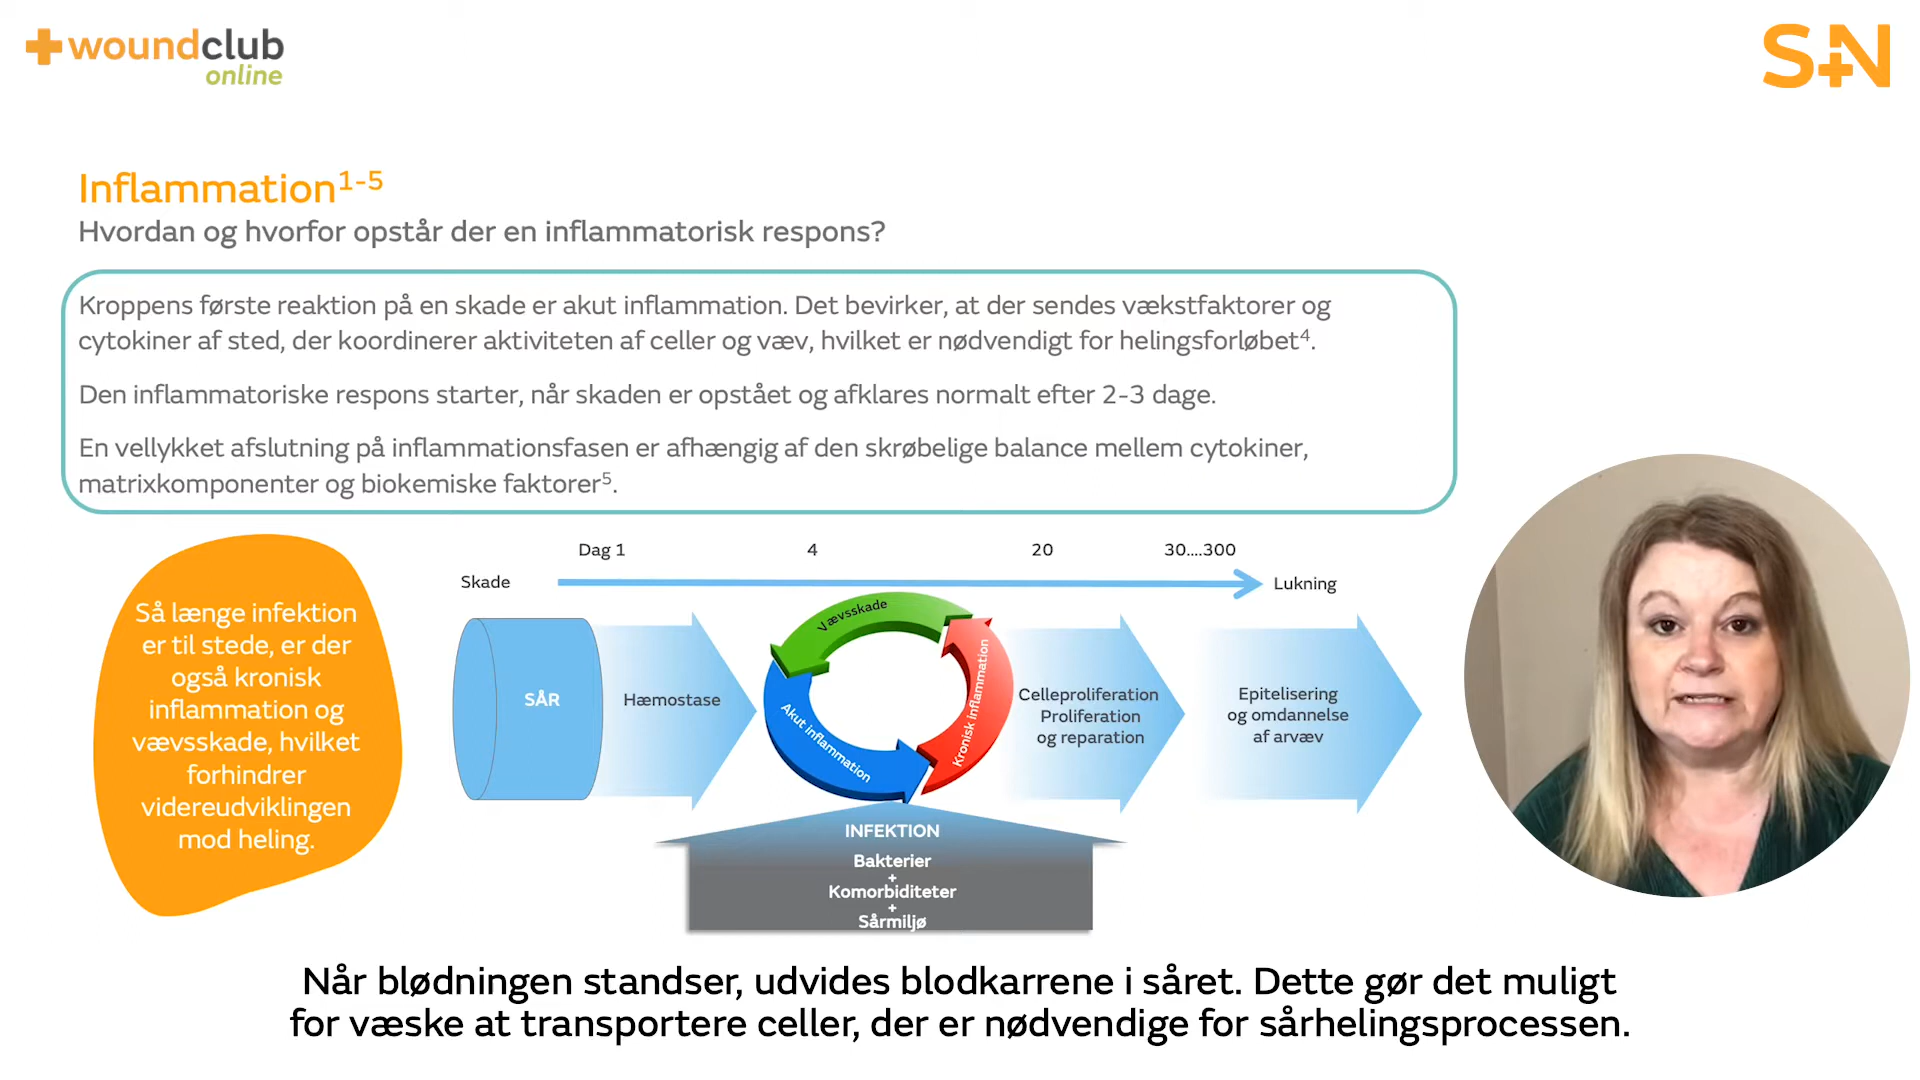 woundclub
online
S+N
Inflammation¹⁻⁵
Hvordan og hvorfor opstår der en inflammatorisk respons?
Kroppens første reaktion på en skade er akut inflammation. Det bevirker, at der sendes vækstfaktorer og
cytokiner af sted, der koordinerer aktiviteten af celler og væv, hvilket er nødvendigt for helingsforløbet⁴.
Den inflammatoriske respons starter, når skaden er opstået og afklares normalt efter 2-3 dage.
En vellykket afslutning på inflammationsfasen er afhængig af den skrøbelige balance mellem cytokiner,
matrixkomponenter og biokemiske faktorer⁵.
Så længe infektion
er til stede, er der
også kronisk
inflammation og
vævsskade, hvilket
forhindrer
videreudviklingen
mod heling.
Dag 1
4
20
30....300
Skade
Lukning
SÅR
Hæmostase
Vævsskade
Akut inflammation
Kronisk inflammation
Celleproliferation
Proliferation
og reparation
Epitelisering
og omdannelse
af arvæv
INFEKTION
Bakterier
+
Komorbiditeter
+
Sårmiljø
Når blødningen standser, udvides blodkarrene i såret. Dette gør det muligt
for væske at transportere celler, der er nødvendige for sårhelingsprocessen.